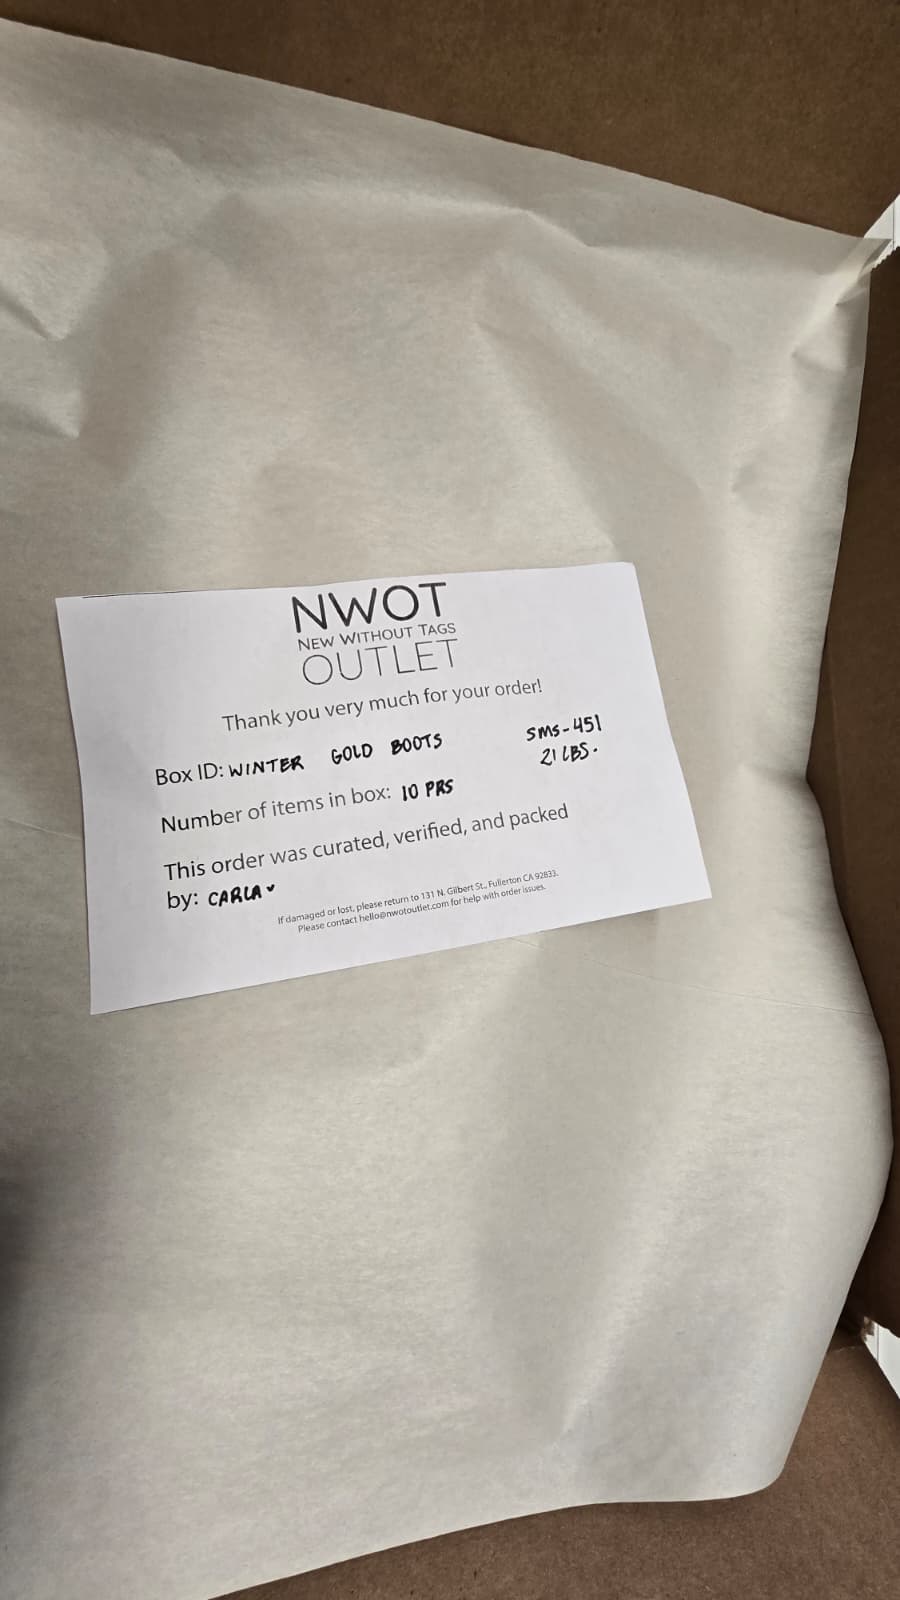 NWOT
NEW WITHOUT TAGS
OUTLET
Thank you very much for your order!
Box ID: WINTER GOLD BOOTS
SMS-451
21 LBS.
Number of items in box: 10 PRS
This order was curated, verified, and packed
by: CARLA ♥
If damaged or lost, please return to 131 N. Gilbert St., Fullerton CA 92833.
Please contact hello@nwotoutlet.com for help with order issues.